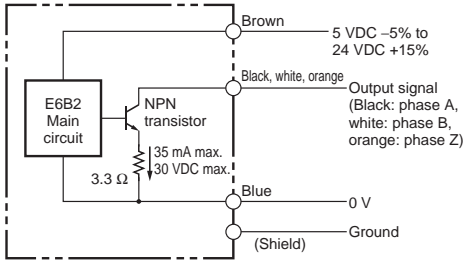 Brown
5 VDC −5% to
24 VDC +15%
Black, white, orange
Output signal
(Black: phase A,
white: phase B,
orange: phase Z)
E6B2
Main
circuit
NPN
transistor
35 mA max.
30 VDC max.
3.3 Ω
Blue
0 V
Ground
(Shield)